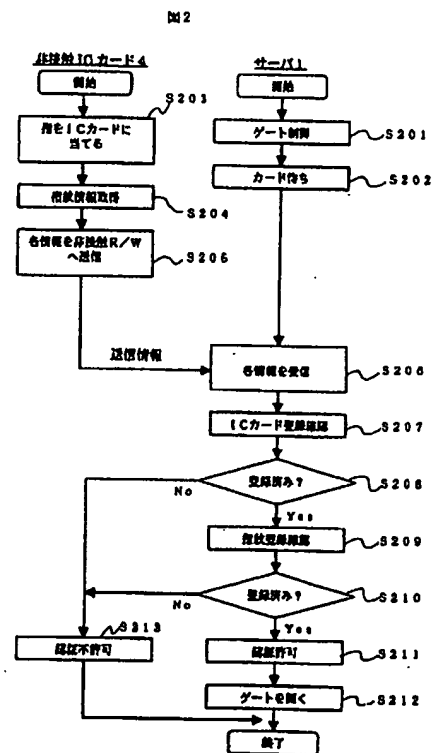 図2
非接触ICカード4
サーバ1
開始
開始
S203
指をICカードに
当てる
ゲート制御
S201
カード待ち
S202
指紋情報取得
S204
各情報を非接触R/W
へ送信
S205
送信情報
各情報を受信
S206
ICカード登録確認
S207
登録済み?
S208
No
Yes
指紋登録確認
S209
登録済み?
S210
No
Yes
S213
認証不許可
認証許可
S211
ゲートを開く
S212
終了